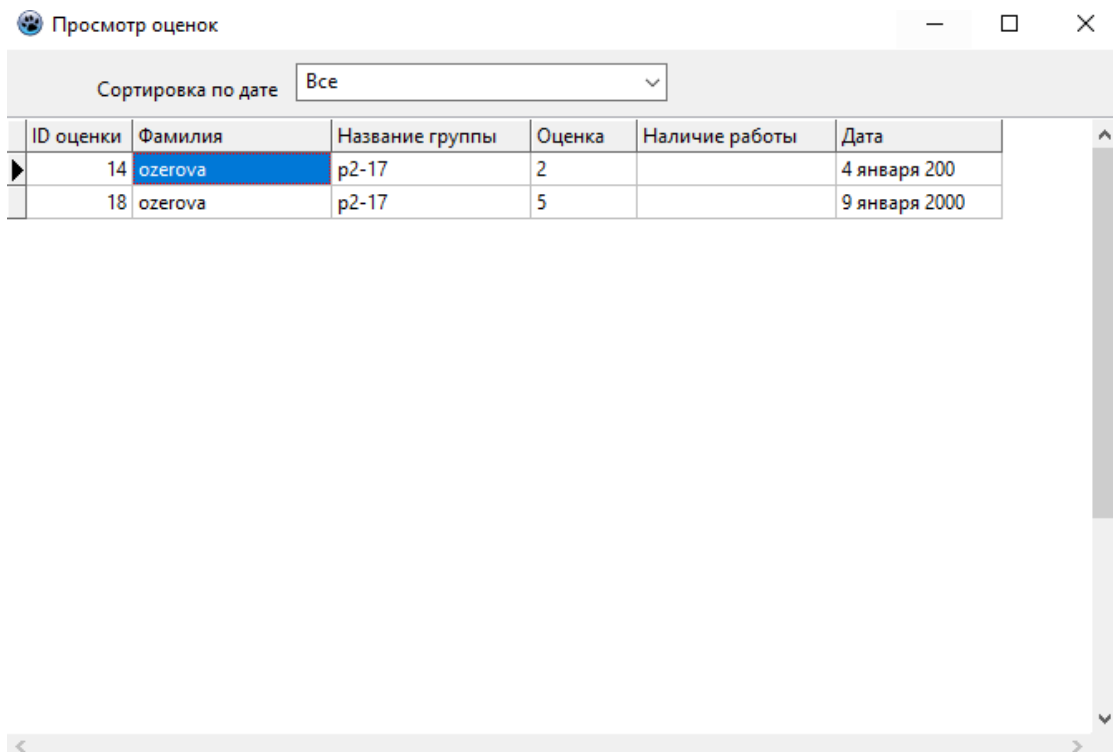 Просмотр оценок
Сортировка по дате Все
ID оценки Фамилия Название группы Оценка Наличие работы Дата
14 ozerova p2-17 2 4 января 200
18 ozerova p2-17 5 9 января 2000